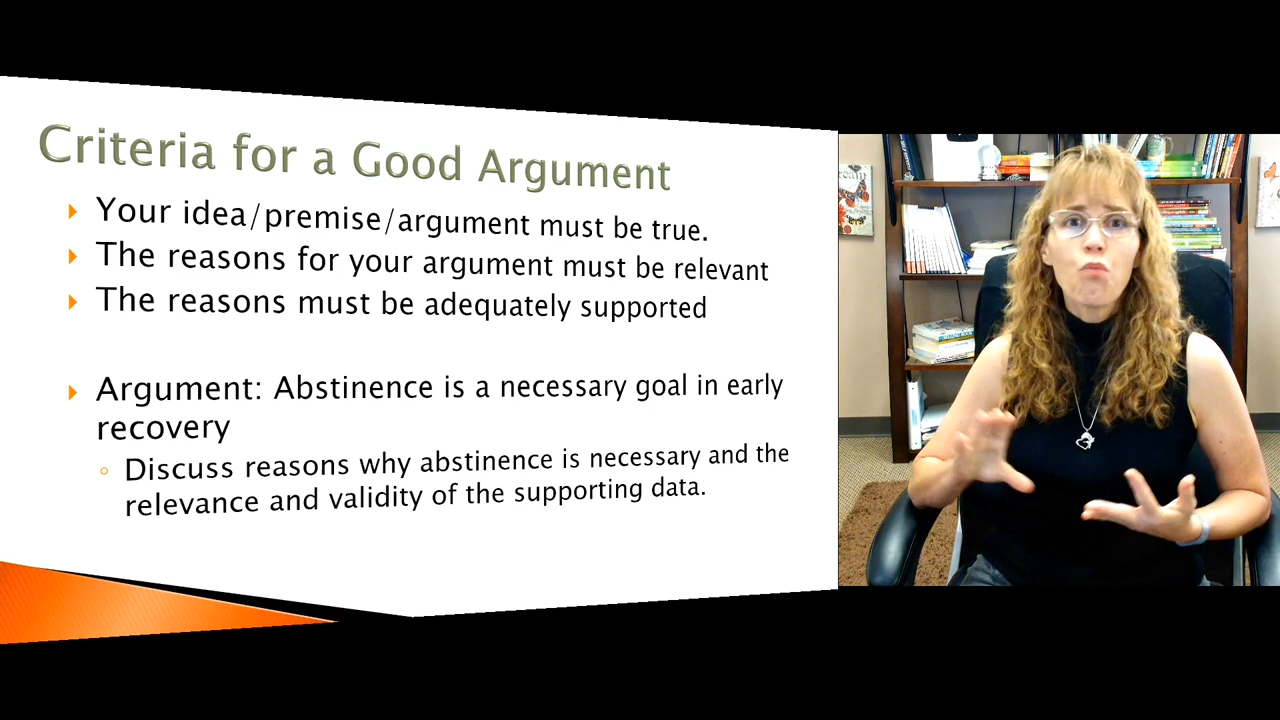 Criteria for a Good Argument
Your idea/premise/argument must be true.
The reasons for your argument must be relevant
The reasons must be adequately supported
Argument: Abstinence is a necessary goal in early
recovery
Discuss reasons why abstinence is necessary and the
relevance and validity of the supporting data.